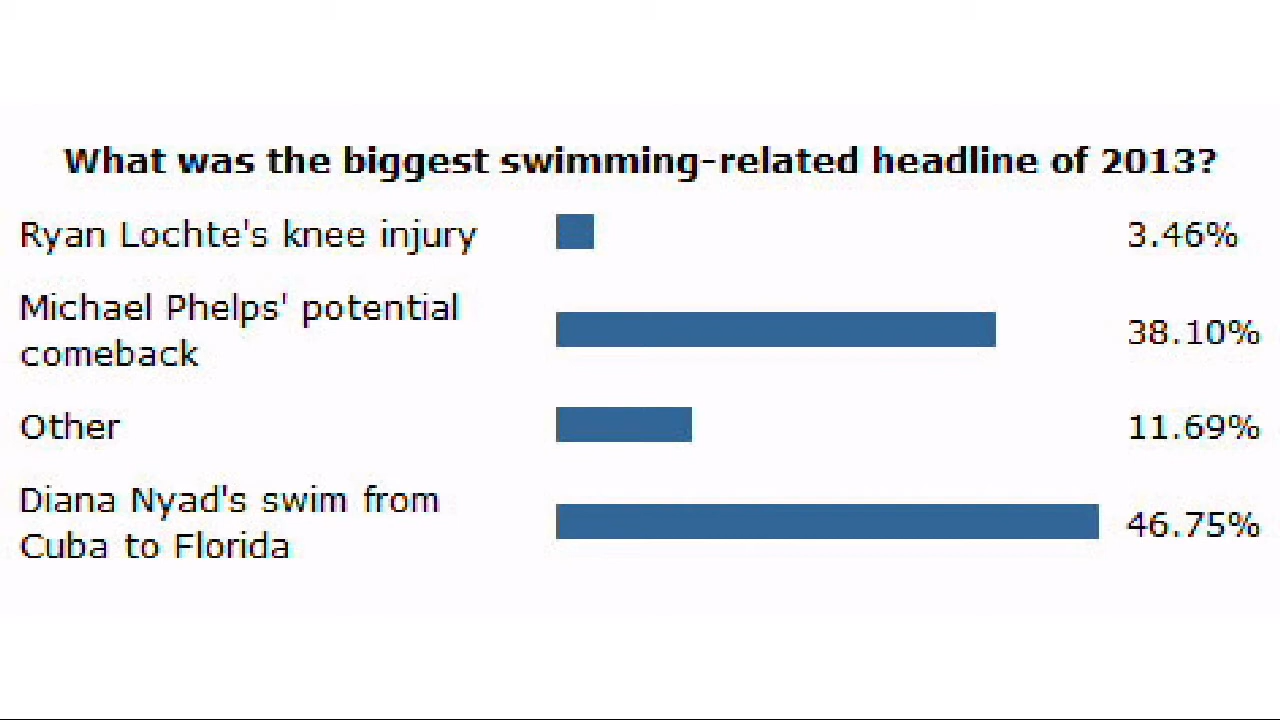 What was the biggest swimming-related headline of 2013?
Ryan Lochte's knee injury 3.46%
Michael Phelps' potential
comeback 38.10%
Other 11.69%
Diana Nyad's swim from
Cuba to Florida 46.75%